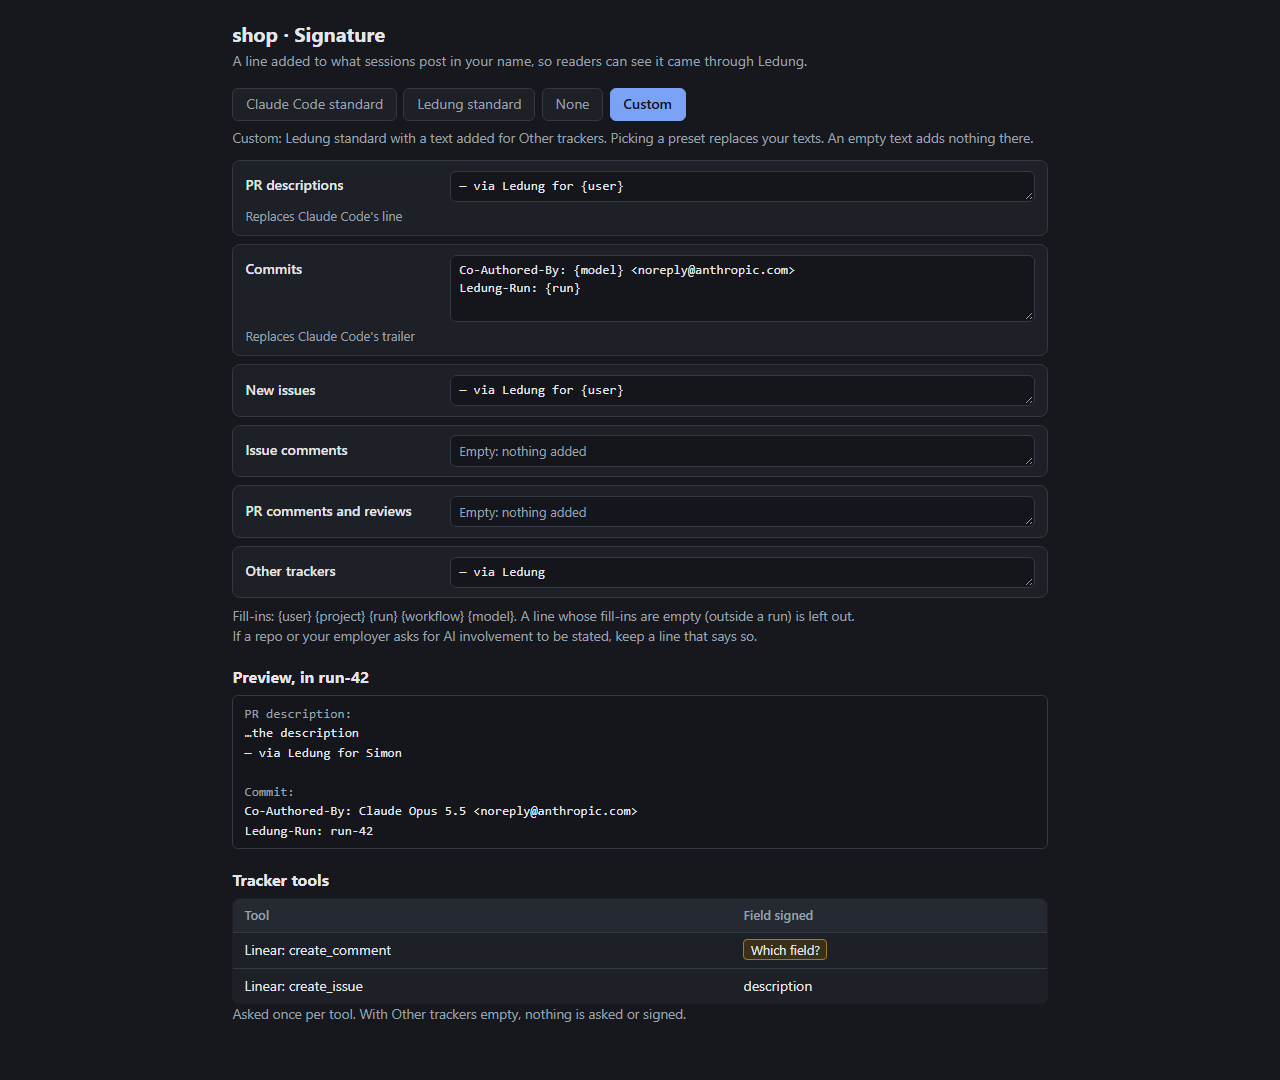 shop · Signature
A line added to what sessions post in your name, so readers can see it came through Ledung.
Claude Code standard
Ledung standard
None
Custom
Custom: Ledung standard with a text added for Other trackers. Picking a preset replaces your texts. An empty text adds nothing there.
PR descriptions
— via Ledung for {user}
Replaces Claude Code's line
Commits
Co-Authored-By: {model} <noreply@anthropic.com>
Ledung-Run: {run}
Replaces Claude Code's trailer
New issues
— via Ledung for {user}
Issue comments
Empty: nothing added
PR comments and reviews
Empty: nothing added
Other trackers
— via Ledung
Fill-ins: {user} {project} {run} {workflow} {model}. A line whose fill-ins are empty (outside a run) is left out.
If a repo or your employer asks for AI involvement to be stated, keep a line that says so.
Preview, in run-42
PR description:
…the description
— via Ledung for Simon
Commit:
Co-Authored-By: Claude Opus 5.5 <noreply@anthropic.com>
Ledung-Run: run-42
Tracker tools
Tool
Field signed
Linear: create_comment
Which field?
Linear: create_issue
description
Asked once per tool. With Other trackers empty, nothing is asked or signed.